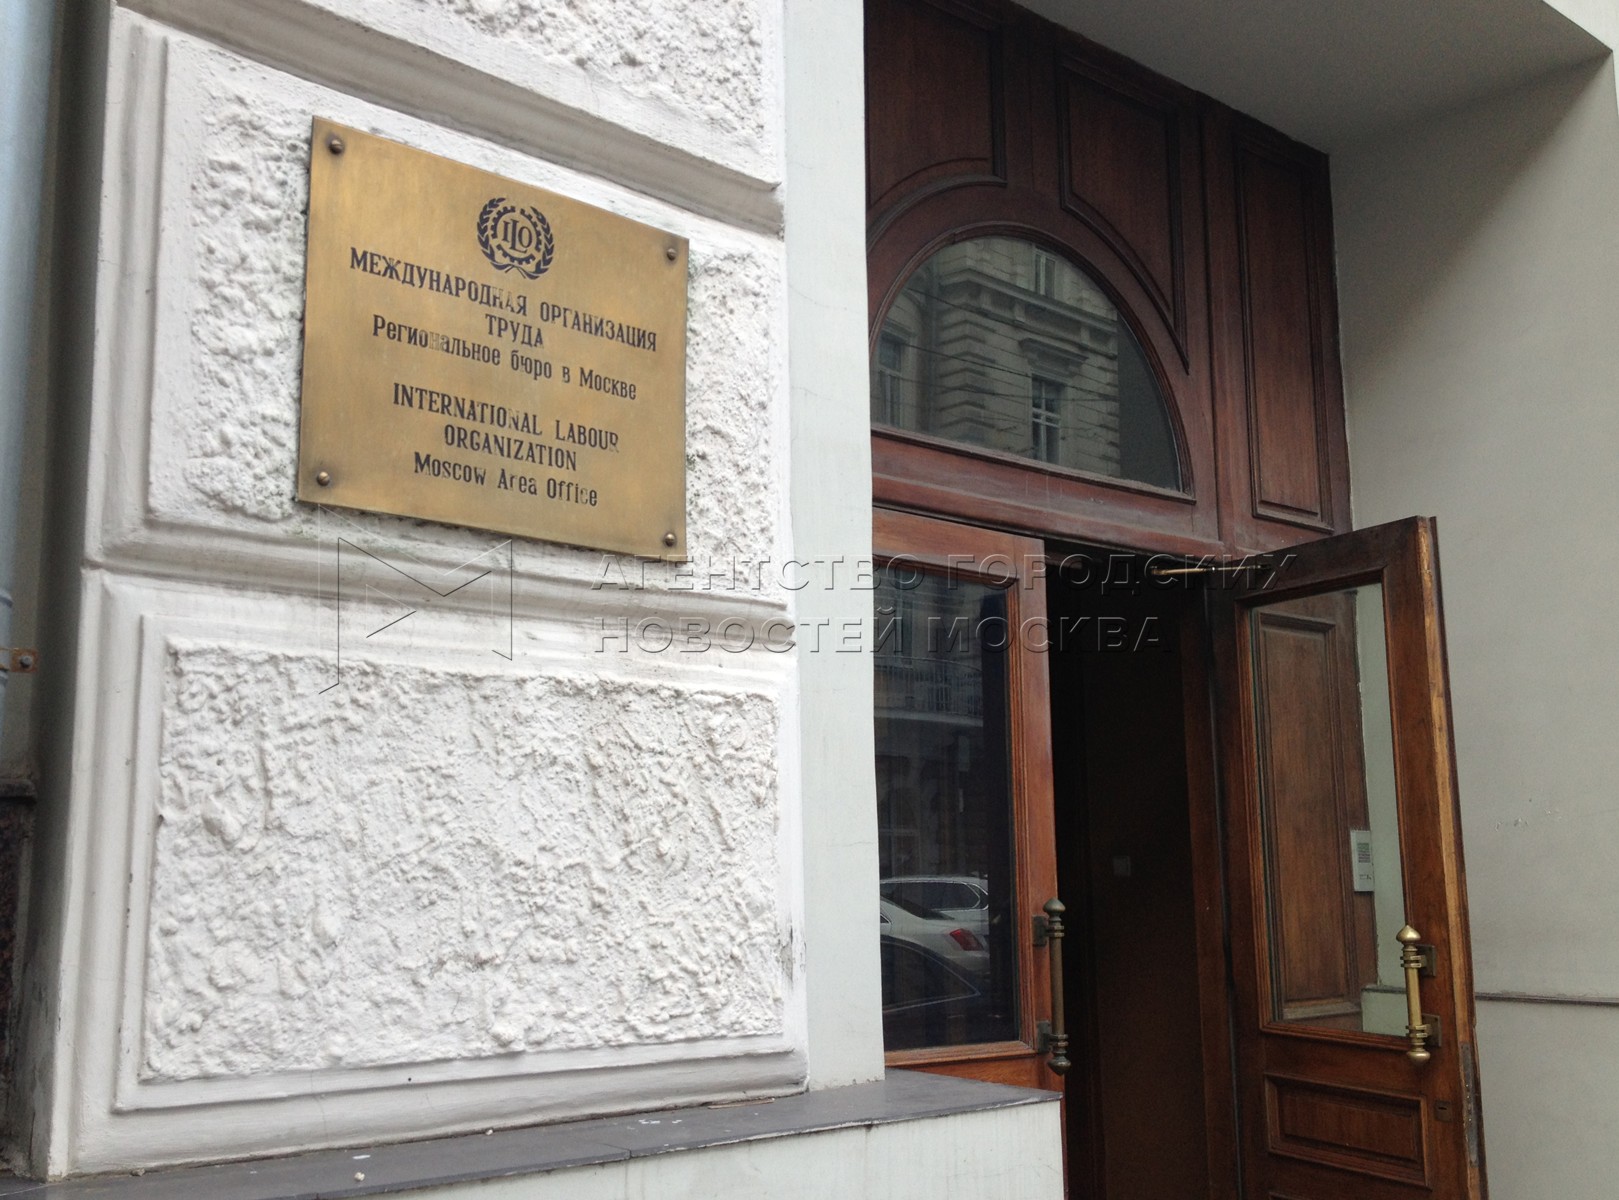 ILO
МЕЖДУНАРОДНАЯ ОРГАНИЗАЦИЯ
ТРУДА
Региональное бюро в Москве
INTERNATIONAL LABOUR
ORGANIZATION
Moscow Area Office
АГЕНТСТВО ГОРОДСКИХ
НОВОСТЕЙ МОСКВА